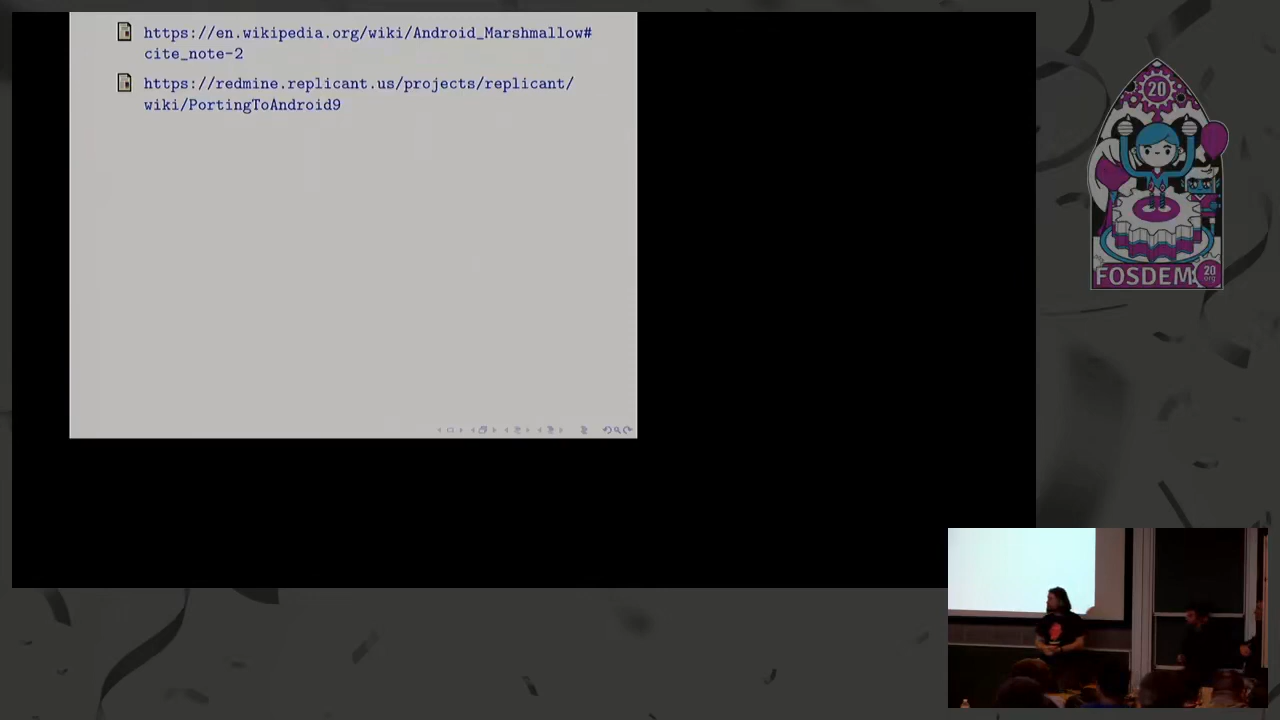 https://en.wikipedia.org/wiki/Android_Marshmallow#
cite_note-2
https://redmine.replicant.us/projects/replicant/
wiki/PortingToAndroid9
20
FOSDEM
20
org